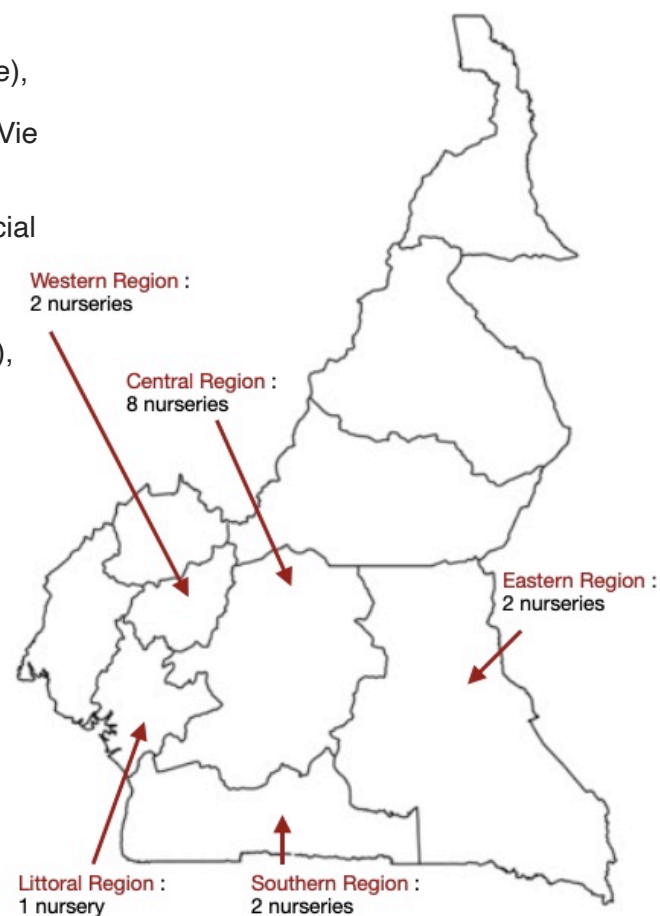 e),
Vie
cial
Western Region :
2 nurseries
),
Central Region :
8 nurseries
Eastern Region :
2 nurseries
Littoral Region :
1 nursery
Southern Region :
2 nurseries